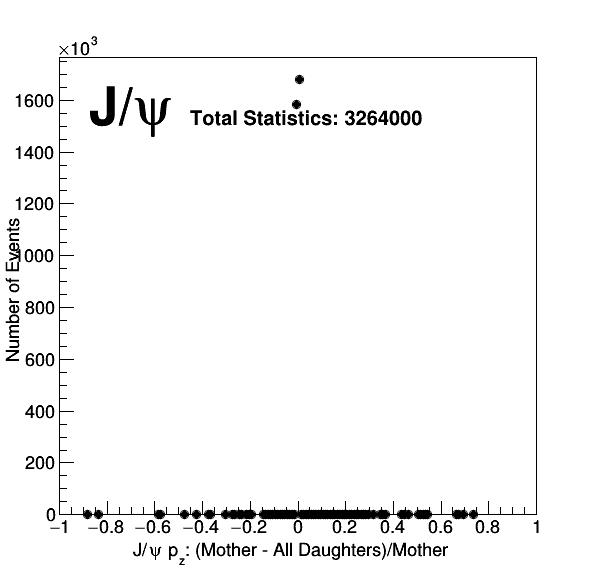 ×10³
J/ψ Total Statistics: 3264000
Number of Events
1600
1400
1200
1000
800
600
400
200
0
−1 −0.8 −0.6 −0.4 −0.2 0 0.2 0.4 0.6 0.8 1
J/ψ p_z: (Mother - All Daughters)/Mother